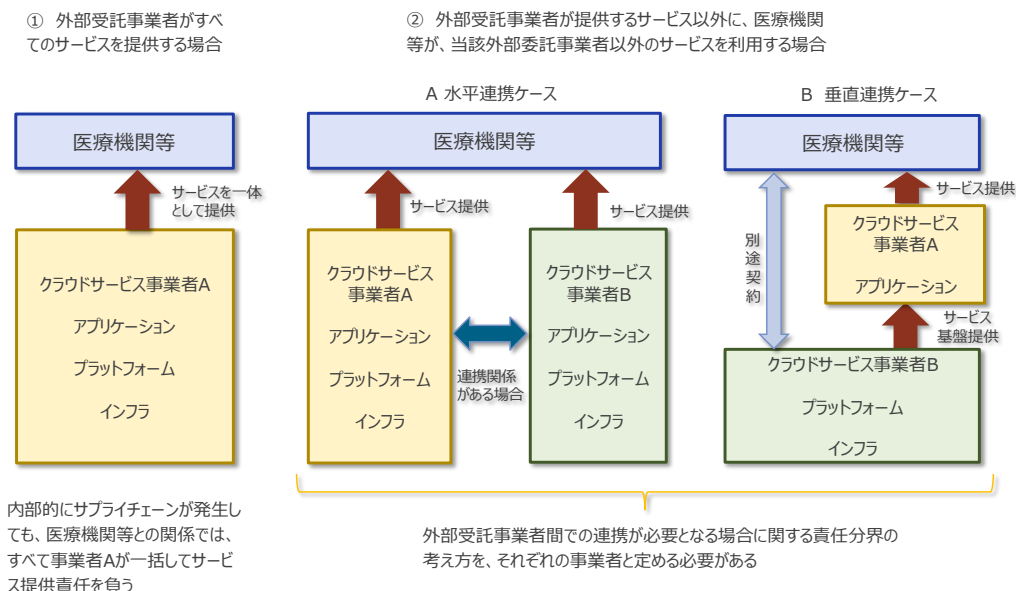 ① 外部受託事業者がすべ
てのサービスを提供する場合
② 外部受託事業者が提供するサービス以外に、医療機関
等が、当該外部委託事業者以外のサービスを利用する場合
A 水平連携ケース
B 垂直連携ケース
医療機関等
医療機関等
医療機関等
サービスを一体
として提供
サービス提供
サービス提供
サービス提供
クラウドサービス事業者A
アプリケーション
プラットフォーム
インフラ
クラウドサービス
事業者A
アプリケーション
プラットフォーム
インフラ
連携関係
がある場合
クラウドサービス
事業者B
アプリケーション
プラットフォーム
インフラ
別途契約
クラウドサービス
事業者A
アプリケーション
サービス
基盤提供
クラウドサービス事業者B
プラットフォーム
インフラ
内部的にサプライチェーンが発生し
ても、医療機関等との関係では、
すべて事業者Aが一括してサービ
ス提供責任を負う
外部受託事業者間での連携が必要となる場合に関する責任分界の
考え方を、それぞれの事業者と定める必要がある